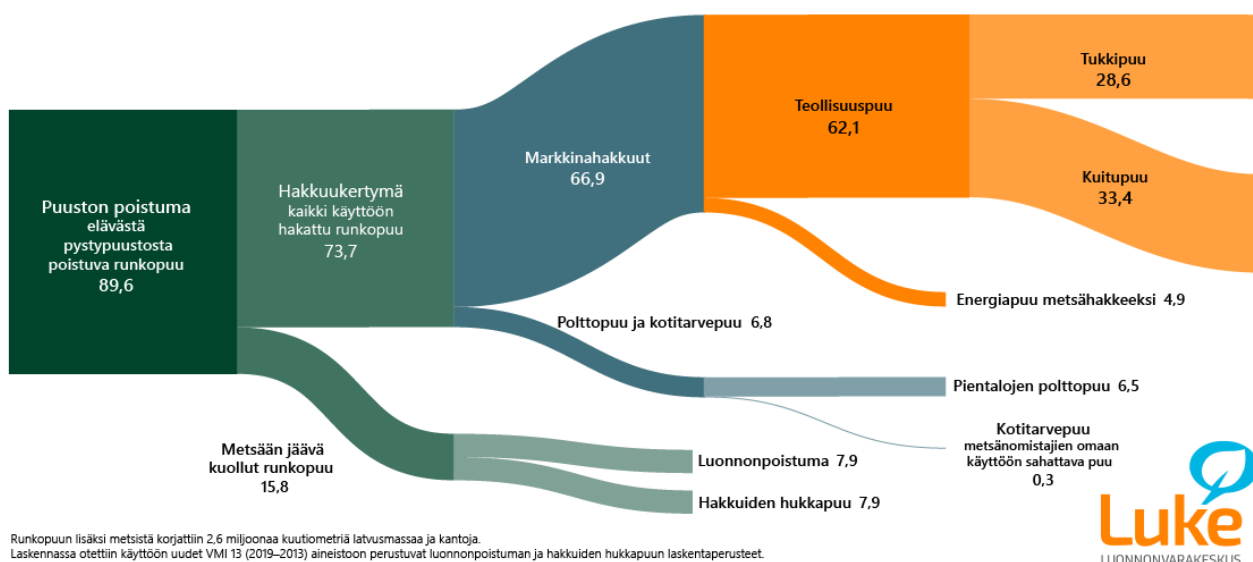 Puuston poistuma
elävästä
pystypuustosta
poistuva runkopuu
89,6
Hakkuukertymä
kaikki käyttöön
hakattu runkopuu
73,7
Markkinahakkuut
66,9
Teollisuuspuu
62,1
Tukkipuu
28,6
Kuitupuu
33,4
Energiapuu metsähakkeeksi 4,9
Polttopuu ja kotitarvepuu 6,8
Pientalojen polttopuu 6,5
Kotitarvepuu
metsänomistajien omaan
käyttöön sahattava puu
0,3
Metsään jäävä
kuollut runkopuu
15,8
Luonnonpoistuma 7,9
Hakkuiden hukkapuu 7,9
Runkopuun lisäksi metsistä korjattiin 2,6 miljoonaa kuutiometriä latvusmassaa ja kantoja.
Laskennassa otettiin käyttöön uudet VMI 13 (2019–2013) aineistoon perustuvat luonnonpoistuman ja hakkuiden hukkapuun laskentaperusteet.
Luke
LUONNONVARAKESKUS